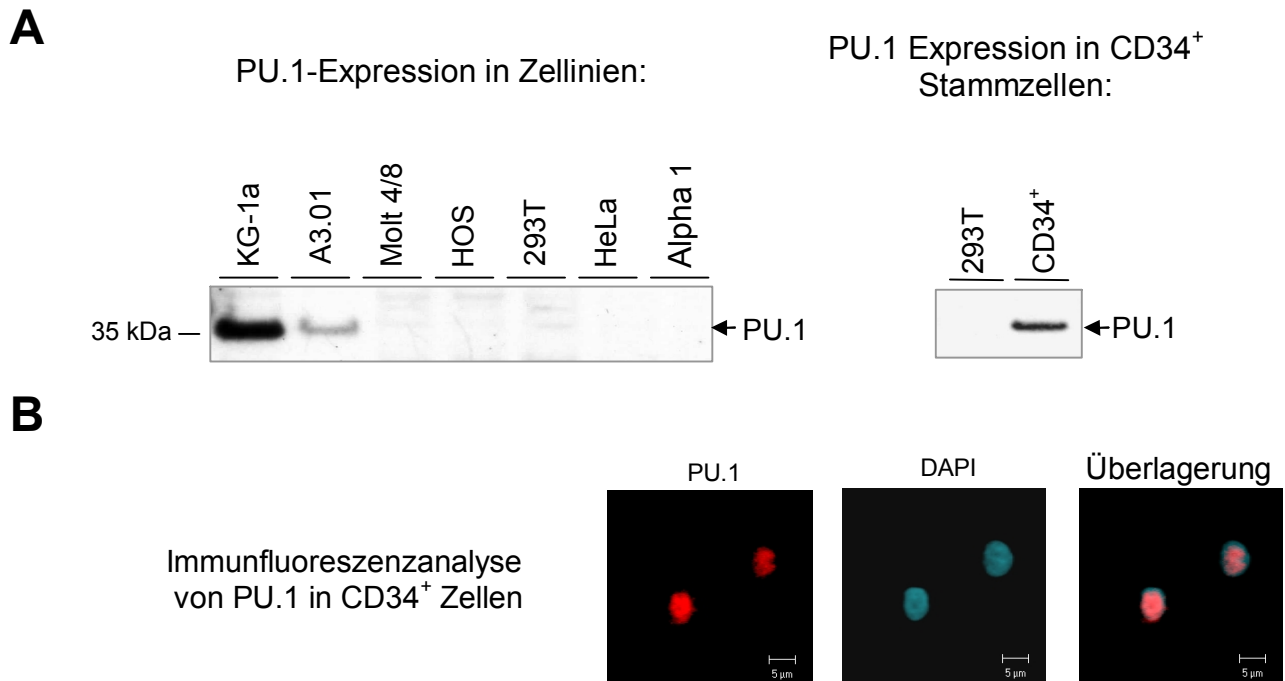 A
PU.1-Expression in Zellinien:
PU.1 Expression in CD34⁺
Stammzellen:
KG-1a
A3.01
Molt 4/8
HOS
293T
HeLa
Alpha 1
293T
CD34⁺
35 kDa
PU.1
PU.1
B
PU.1
DAPI
Überlagerung
Immunfluoreszenzanalyse
von PU.1 in CD34⁺ Zellen
5 µm
5 µm
5 µm